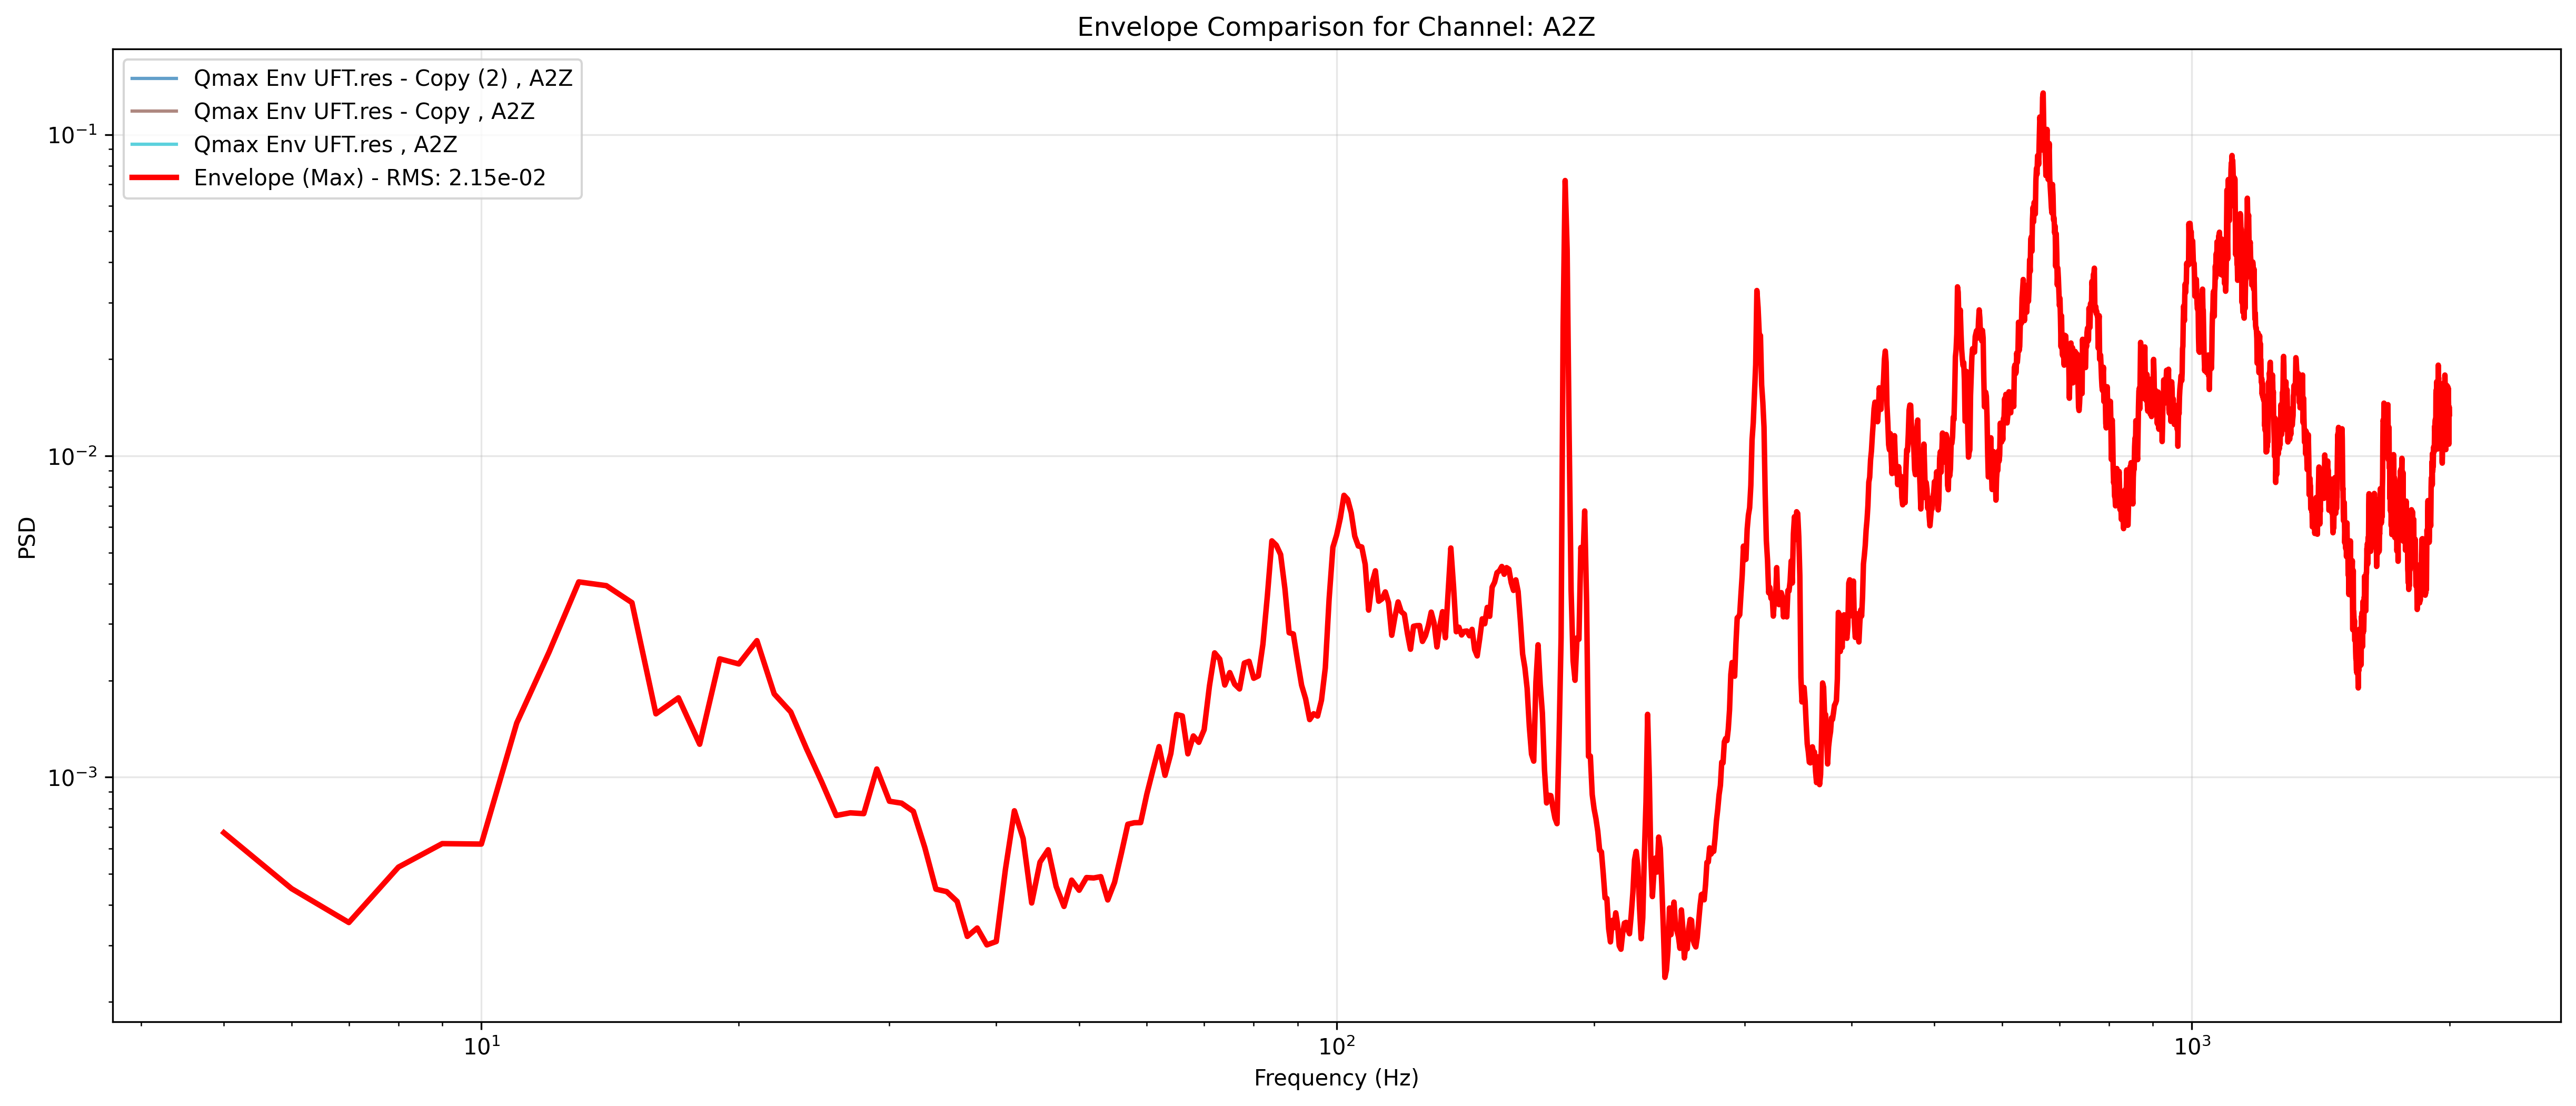 Envelope Comparison for Channel: A2Z
Qmax Env UFT.res - Copy (2) , A2Z
Qmax Env UFT.res - Copy , A2Z
Qmax Env UFT.res , A2Z
Envelope (Max) - RMS: 2.15e-02
10⁻¹
10⁻²
10⁻³
PSD
10¹ 10² 10³
Frequency (Hz)